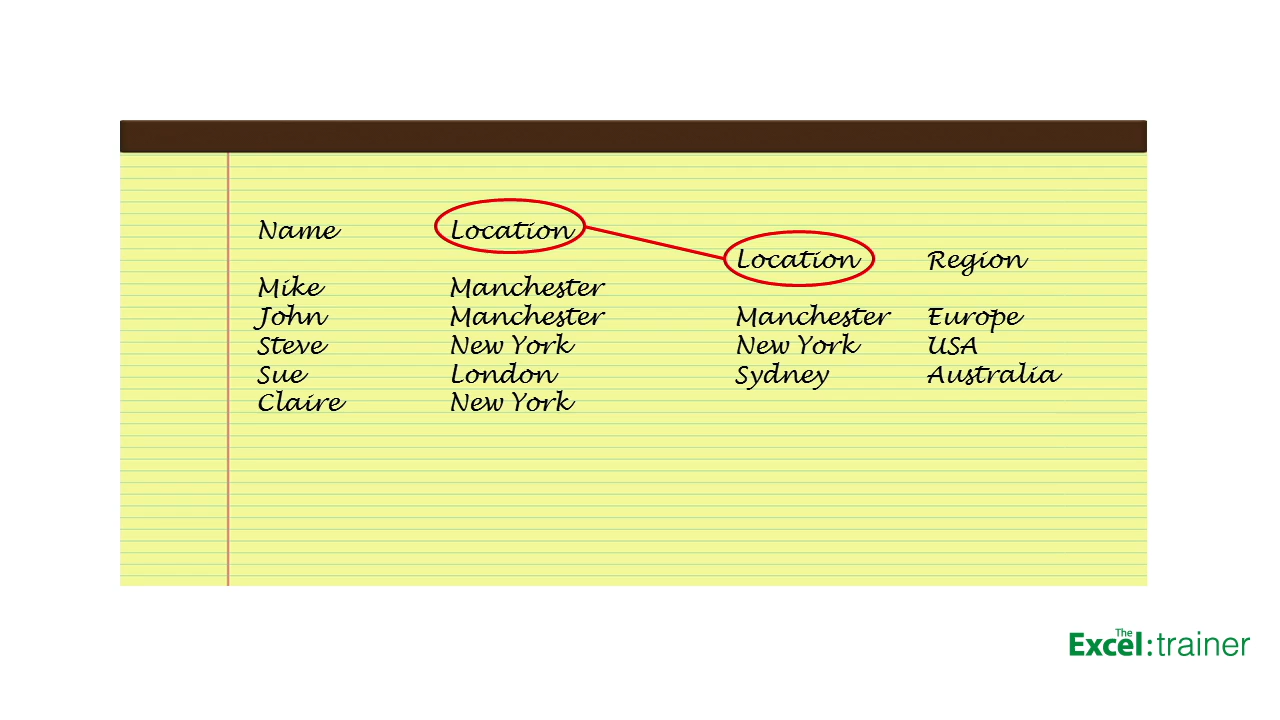 Name Location
Location Region
Mike Manchester
John Manchester Manchester Europe
Steve New York New York USA
Sue London Sydney Australia
Claire New York
The
Excel:trainer